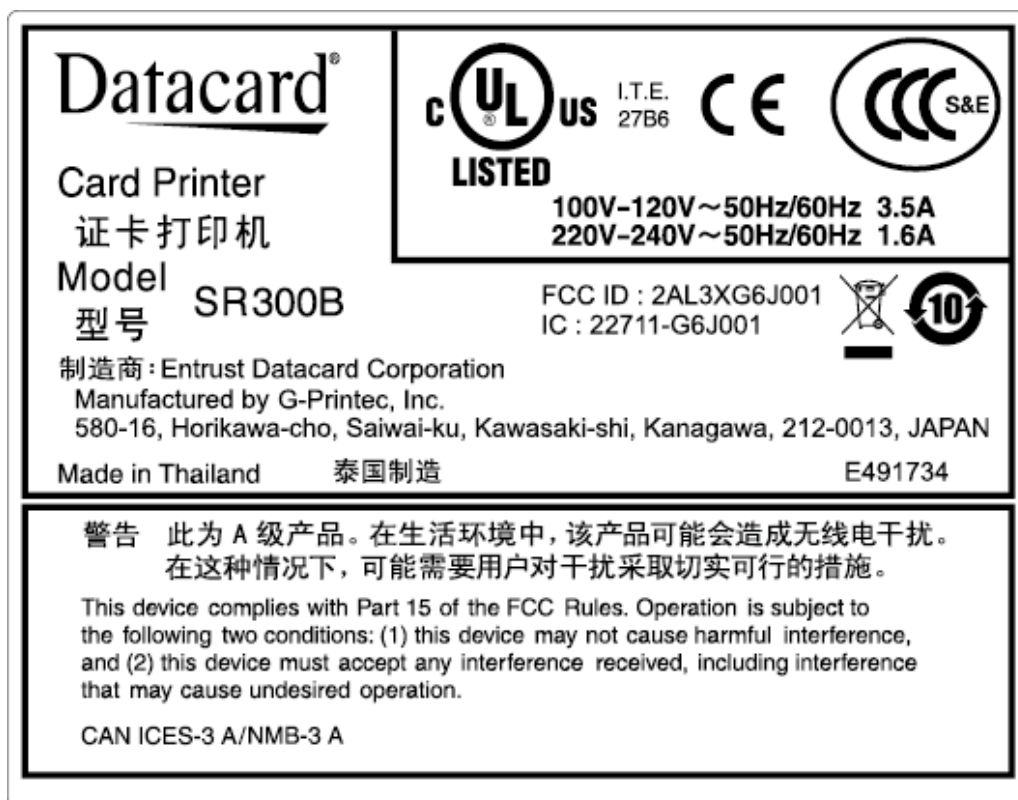 Datacard®
Card Printer
证卡打印机
Model
型号
SR300B
C UL® US
LISTED
I.T.E.
27B6
CE
CCC S&E
100V-120V～50Hz/60Hz 3.5A
220V-240V～50Hz/60Hz 1.6A
FCC ID : 2AL3XG6J001
IC : 22711-G6J001
10
制造商：Entrust Datacard Corporation
Manufactured by G-Printec, Inc.
580-16, Horikawa-cho, Saiwai-ku, Kawasaki-shi, Kanagawa, 212-0013, JAPAN
Made in Thailand 泰国制造 E491734
警告 此为 A 级产品。在生活环境中，该产品可能会造成无线电干扰。
在这种情况下，可能需要用户对干扰采取切实可行的措施。
This device complies with Part 15 of the FCC Rules. Operation is subject to
the following two conditions: (1) this device may not cause harmful interference,
and (2) this device must accept any interference received, including interference
that may cause undesired operation.
CAN ICES-3 A/NMB-3 A